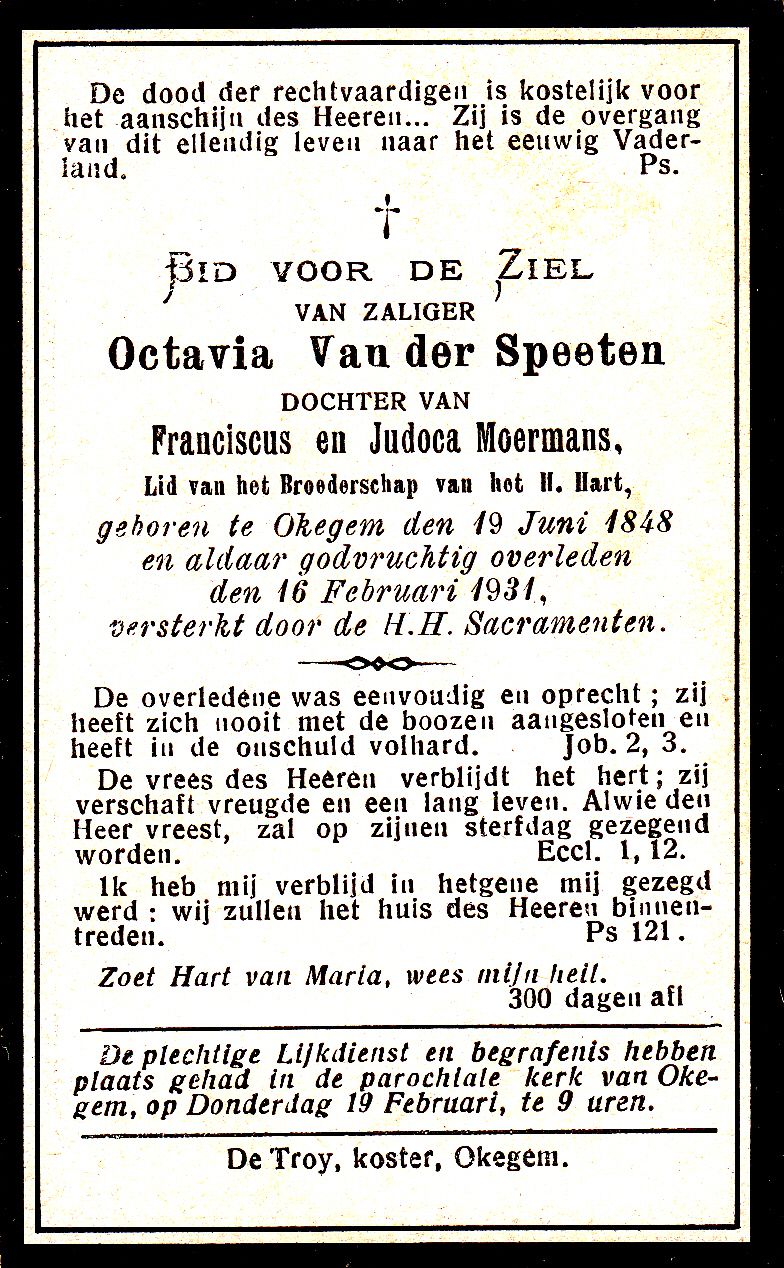 De dood der rechtvaardigen is kostelijk voor
het aanschijn des Heeren... Zij is de overgang
van dit ellendig leven naar het eeuwig Vader-
land. Ps.
†
BID VOOR DE ZIEL
VAN ZALIGER
Octavia Van der Speeten
DOCHTER VAN
Franciscus en Judoca Moermans,
Lid van het Broederschap van het H. Hart,
geboren te Okegem den 19 Juni 1848
en aldaar godvruchtig overleden
den 16 Februari 1931,
versterkt door de H.H. Sacramenten.
De overledene was eenvoudig en oprecht ; zij
heeft zich nooit met de boozen aangesloten en
heeft in de onschuld volhard. Job. 2, 3.
De vrees des Heeren verblijdt het hert ; zij
verschaft vreugde en een lang leven. Alwie den
Heer vreest, zal op zijnen sterfdag gezegend
worden. Eccl. 1, 12.
Ik heb mij verblijd in hetgene mij gezegd
werd : wij zullen het huis des Heeren binnen-
treden. Ps 121.
Zoet Hart van Maria, wees mijn heil.
300 dagen afl
De plechtige Lijkdienst en begrafenis hebben
plaats gehad in de parochiale kerk van Oke-
gem, op Donderdag 19 Februari, te 9 uren.
De Troy, koster, Okegem.